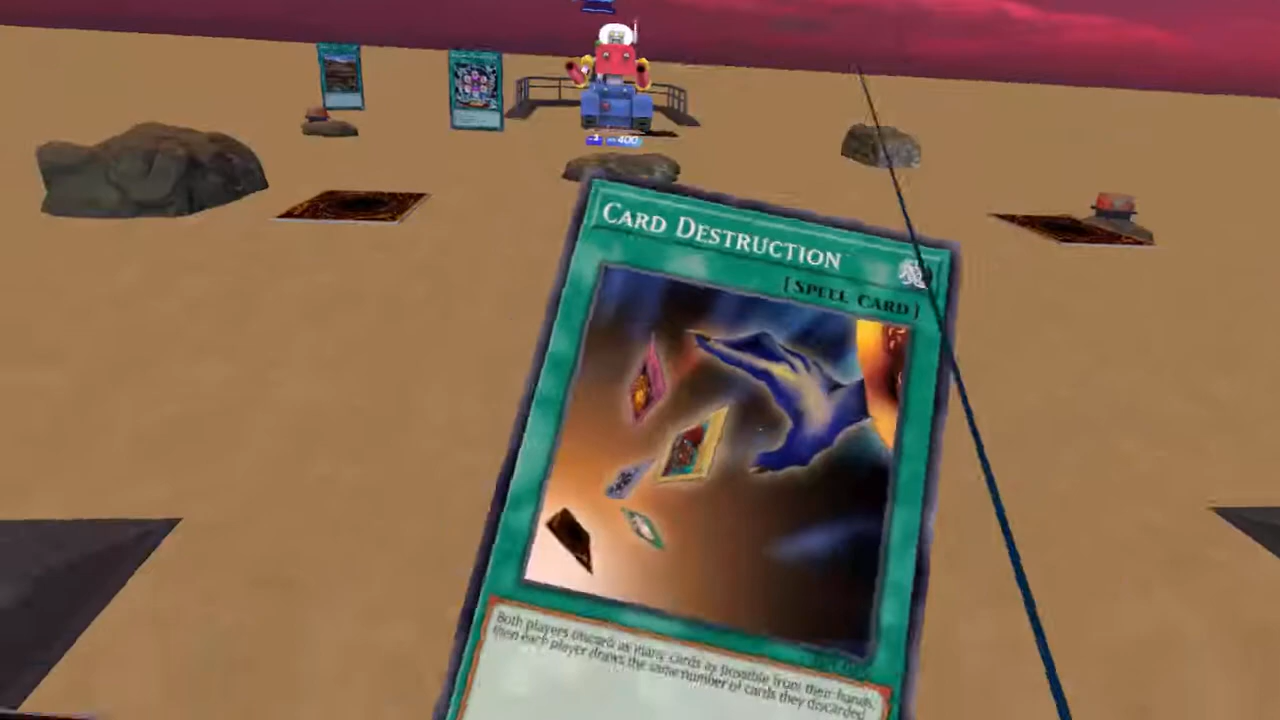 400
CARD DESTRUCTION
[SPELL CARD]
Both players discard as many cards as possible from their hands,
then each player draws the same number of cards they discarded.